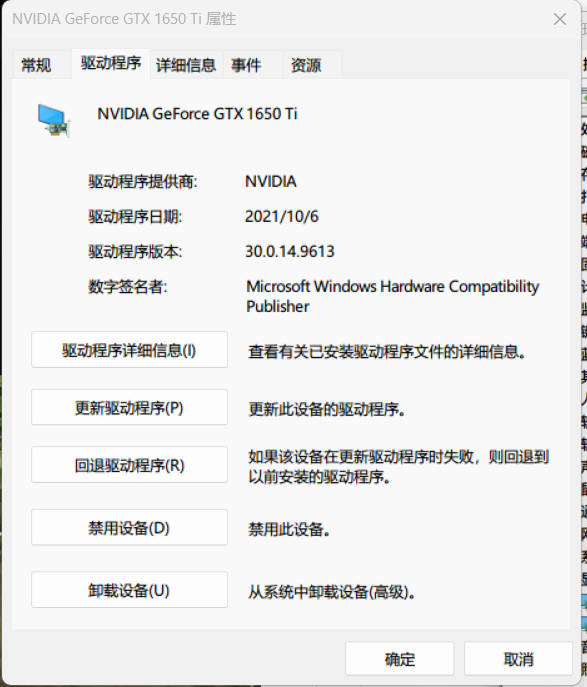 NVIDIA GeForce GTX 1650 Ti 属性
常规 驱动程序 详细信息 事件 资源
NVIDIA GeForce GTX 1650 Ti
驱动程序提供商: NVIDIA
驱动程序日期: 2021/10/6
驱动程序版本: 30.0.14.9613
数字签名者: Microsoft Windows Hardware Compatibility
Publisher
驱动程序详细信息(I) 查看有关已安装驱动程序文件的详细信息。
更新驱动程序(P) 更新此设备的驱动程序。
回退驱动程序(R) 如果该设备在更新驱动程序时失败，则回退到
以前安装的驱动程序。
禁用设备(D) 禁用此设备。
卸载设备(U) 从系统中卸载设备(高级)。
确定 取消